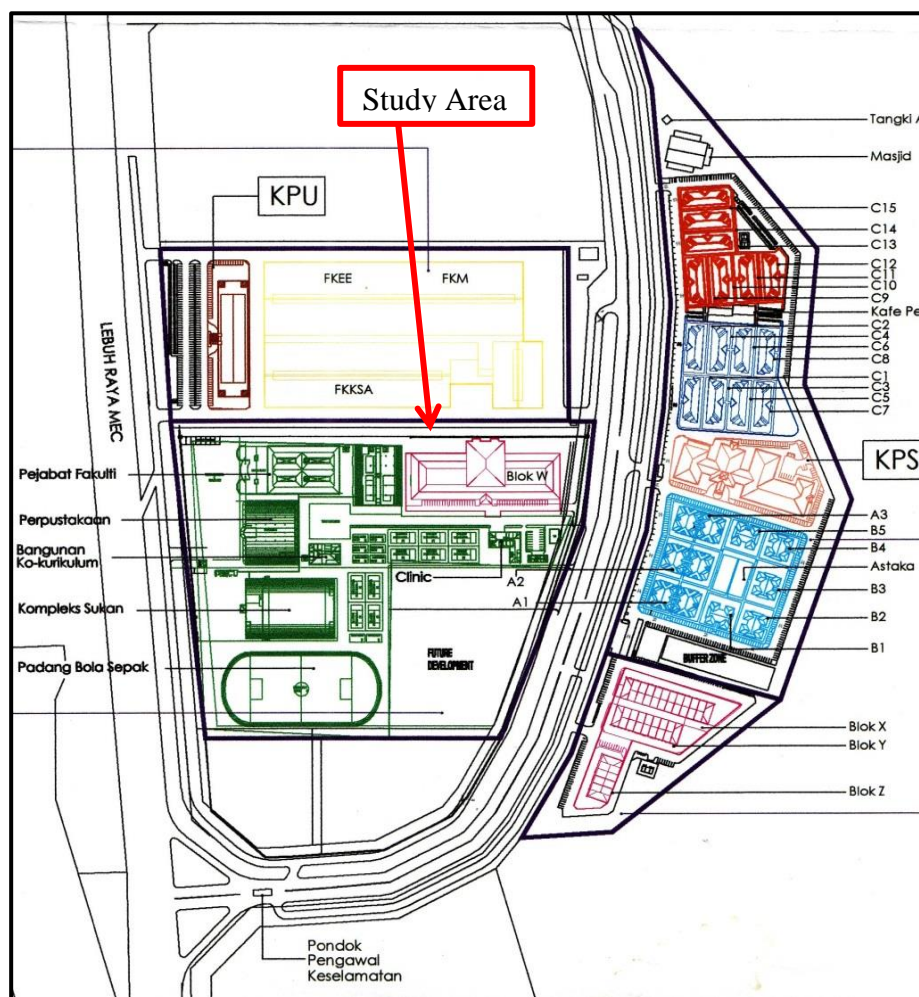 Study Area
Tangki A
Masjid
KPU
C15
C14
C13
C12
C11
C10
C9
Kafe Pe
C2
C4
C6
C8
C1
C3
C5
C7
KPS
FKEE
FKM
FKKSA
LEBUH RAYA MEC
Blok W
Pejabat Fakulti
Perpustakaan
Bangunan
Ko-kurikulum
Clinic
A2
A1
Kompleks Sukan
Padang Bola Sepak
FUTURE
DEVELOPMENT
A3
B5
B4
Astaka
B3
B2
B1
BUFFER ZONE
Blok X
Blok Y
Blok Z
Pondok
Pengawal
Keselamatan